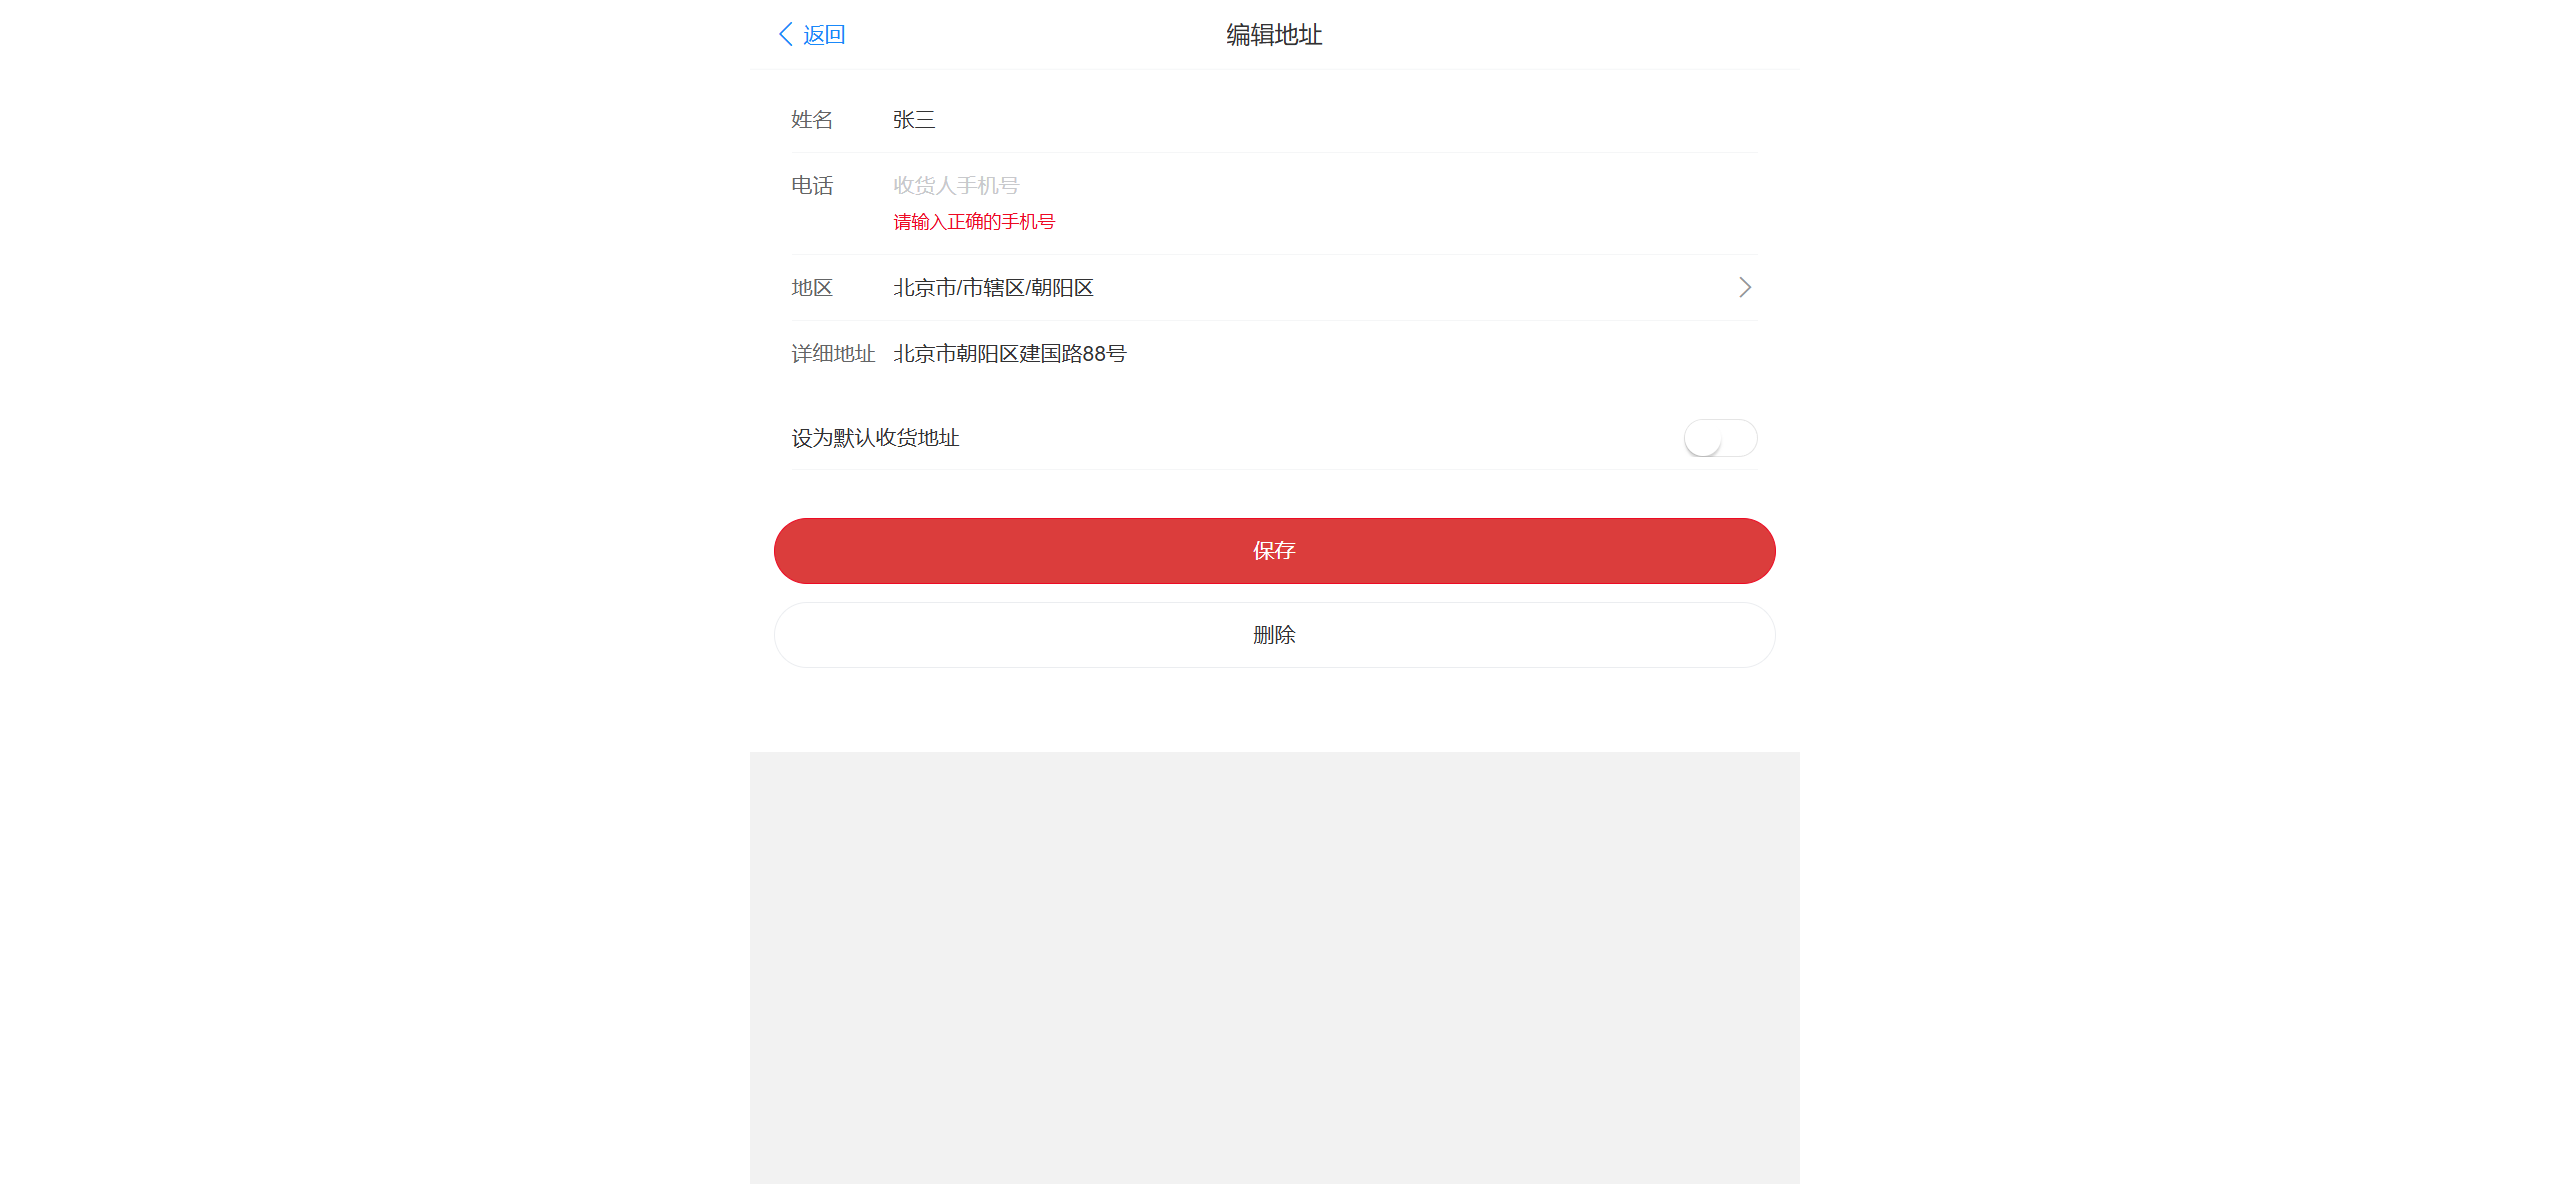 返回
编辑地址
姓名 张三
电话 收货人手机号
请输入正确的手机号
地区 北京市/市辖区/朝阳区
详细地址 北京市朝阳区建国路88号
设为默认收货地址
保存
删除